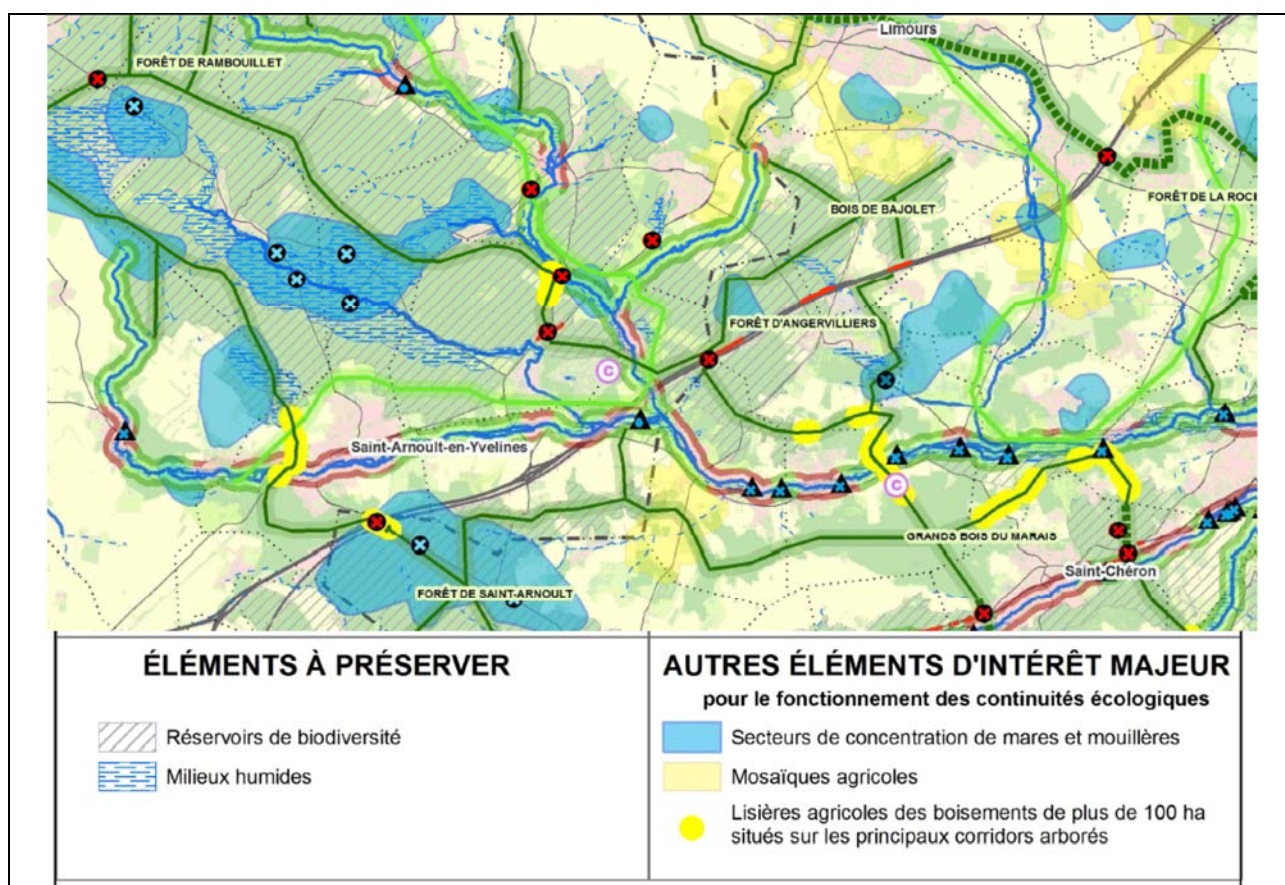 Limours
FORÊT DE RAMBOUILLET
FORÊT DE LA ROCH
BOIS DE BAJOLET
FORÊT D'ANGERVILLIERS
C
Saint-Arnoult-en-Yvelines
C
GRANDS BOIS DU MARAIS
Saint-Chéron
FORÊT DE SAINT-ARNOULT
ÉLÉMENTS À PRÉSERVER
Réservoirs de biodiversité
Milieux humides
AUTRES ÉLÉMENTS D'INTÉRÊT MAJEUR
pour le fonctionnement des continuités écologiques
Secteurs de concentration de mares et mouillères
Mosaïques agricoles
Lisières agricoles des boisements de plus de 100 ha
situés sur les principaux corridors arborés